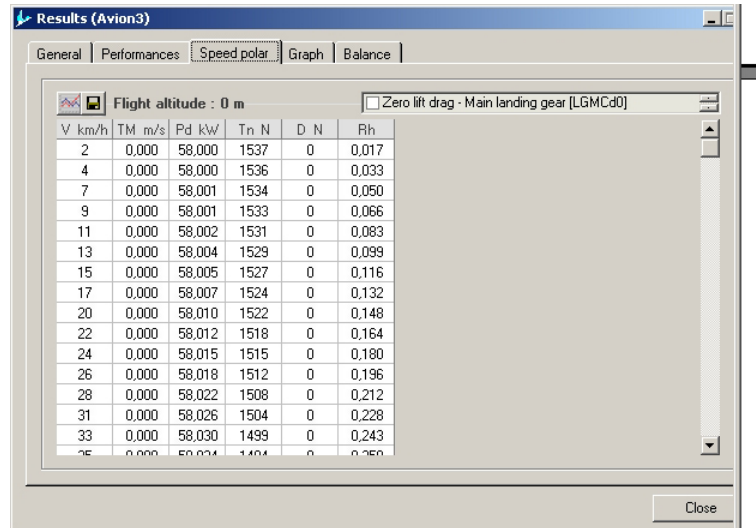 Results (Avion3)
General Performances Speed polar Graph Balance
Flight altitude : 0 m Zero lift drag - Main landing gear [LGMCd0]
V km/h TM m/s Pd kW Tn N D N Rh
2 0,000 58,000 1537 0 0,017
4 0,000 58,000 1536 0 0,033
7 0,000 58,001 1534 0 0,050
9 0,000 58,001 1533 0 0,066
11 0,000 58,002 1531 0 0,083
13 0,000 58,004 1529 0 0,099
15 0,000 58,005 1527 0 0,116
17 0,000 58,007 1524 0 0,132
20 0,000 58,010 1522 0 0,148
22 0,000 58,012 1518 0 0,164
24 0,000 58,015 1515 0 0,180
26 0,000 58,018 1512 0 0,196
28 0,000 58,022 1508 0 0,212
31 0,000 58,026 1504 0 0,228
33 0,000 58,030 1499 0 0,243
Close